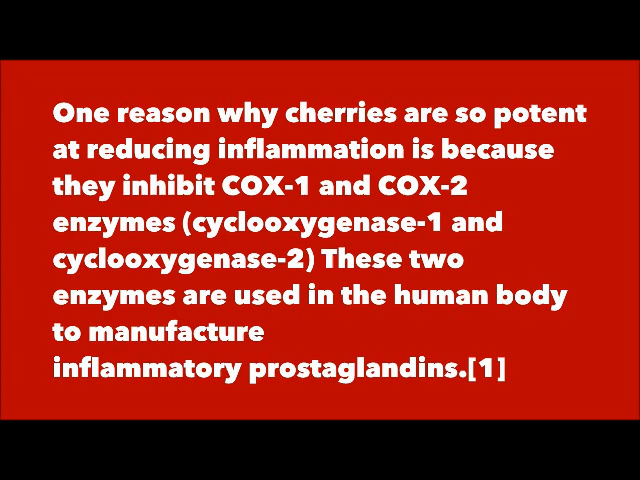 One reason why cherries are so potent
at reducing inflammation is because
they inhibit COX-1 and COX-2
enzymes (cyclooxygenase-1 and
cyclooxygenase-2) These two
enzymes are used in the human body
to manufacture
inflammatory prostaglandins.[1]